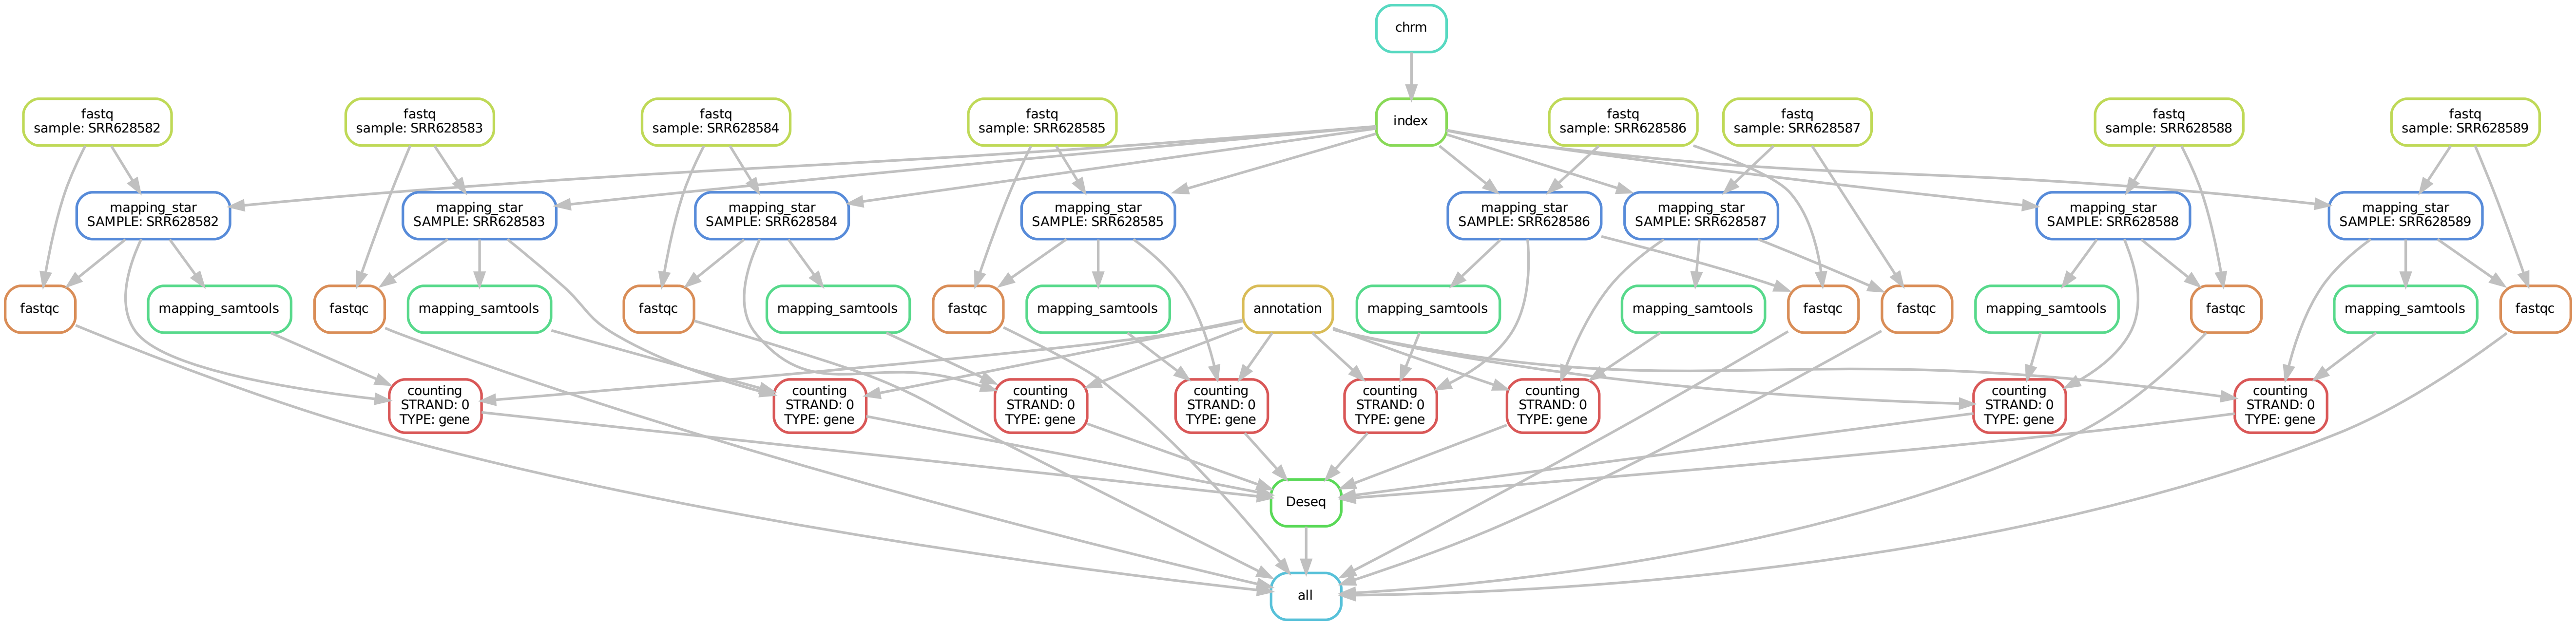 chrm
fastq
sample: SRR628582
fastq
sample: SRR628583
fastq
sample: SRR628584
fastq
sample: SRR628585
index
fastq
sample: SRR628586
fastq
sample: SRR628587
fastq
sample: SRR628588
fastq
sample: SRR628589
mapping_star
SAMPLE: SRR628582
mapping_star
SAMPLE: SRR628583
mapping_star
SAMPLE: SRR628584
mapping_star
SAMPLE: SRR628585
mapping_star
SAMPLE: SRR628586
mapping_star
SAMPLE: SRR628587
mapping_star
SAMPLE: SRR628588
mapping_star
SAMPLE: SRR628589
fastqc
mapping_samtools
fastqc
mapping_samtools
fastqc
mapping_samtools
fastqc
mapping_samtools
annotation
mapping_samtools
mapping_samtools
fastqc
fastqc
mapping_samtools
fastqc
mapping_samtools
fastqc
counting
STRAND: 0
TYPE: gene
counting
STRAND: 0
TYPE: gene
counting
STRAND: 0
TYPE: gene
counting
STRAND: 0
TYPE: gene
counting
STRAND: 0
TYPE: gene
counting
STRAND: 0
TYPE: gene
counting
STRAND: 0
TYPE: gene
counting
STRAND: 0
TYPE: gene
Deseq
all